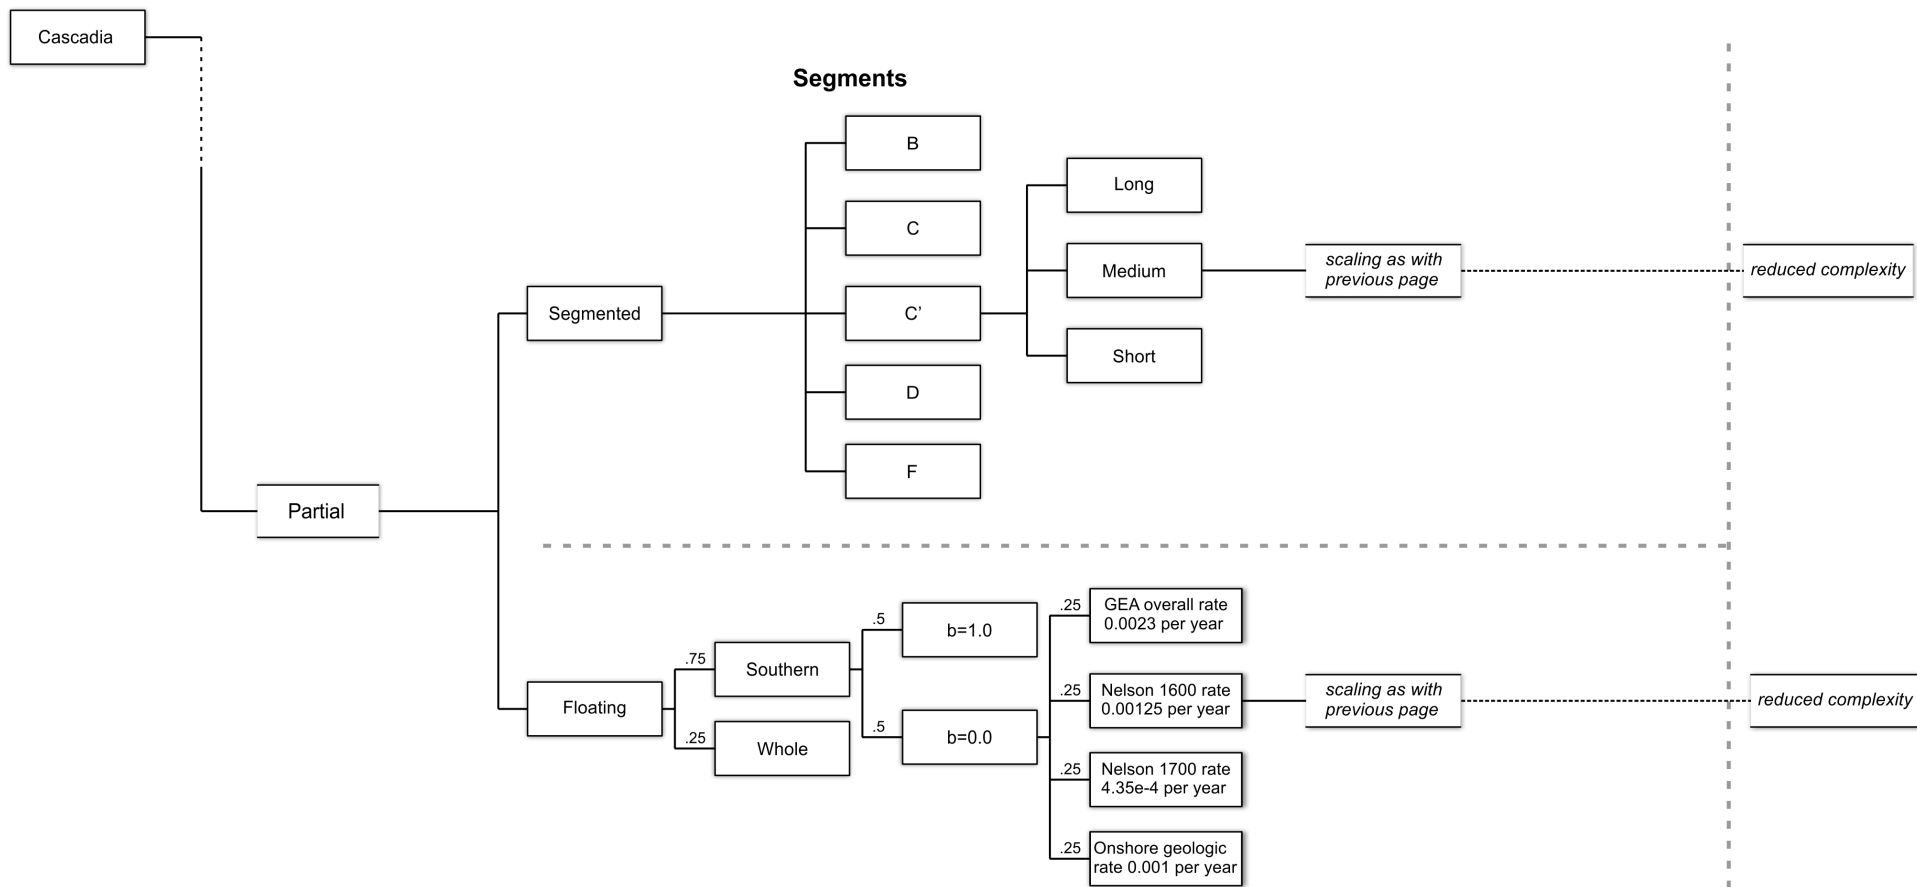 Cascadia
Segments
B
C
C’
D
F
Long
Medium
Short
scaling as with
previous page
reduced complexity
Segmented
Partial
Floating
.75
Southern
.25
Whole
.5
b=1.0
.5
b=0.0
.25
GEA overall rate
0.0023 per year
.25
Nelson 1600 rate
0.00125 per year
.25
Nelson 1700 rate
4.35e-4 per year
.25
Onshore geologic
rate 0.001 per year
scaling as with
previous page
reduced complexity